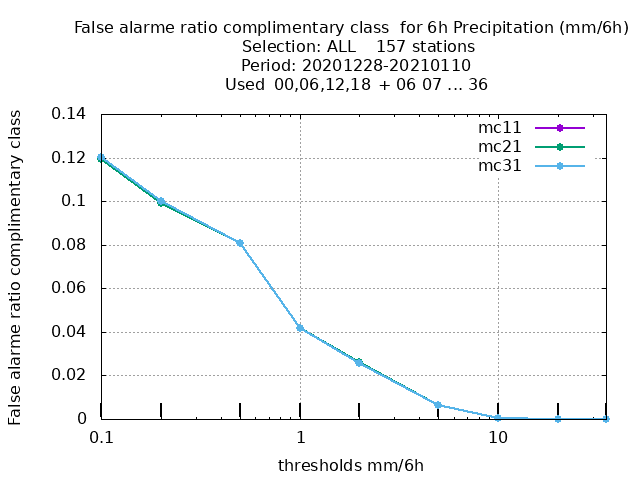 False alarme ratio complimentary class  for 6h Precipitation (mm/6h)
Selection: ALL    157 stations
Period: 20201228-20210110
Used  00,06,12,18  + 06 07 ... 36
False alarme ratio complimentary class
0.14
0.12
0.1
0.08
0.06
0.04
0.02
0
mc11
mc21
mc31
0.1
1
10
thresholds mm/6h